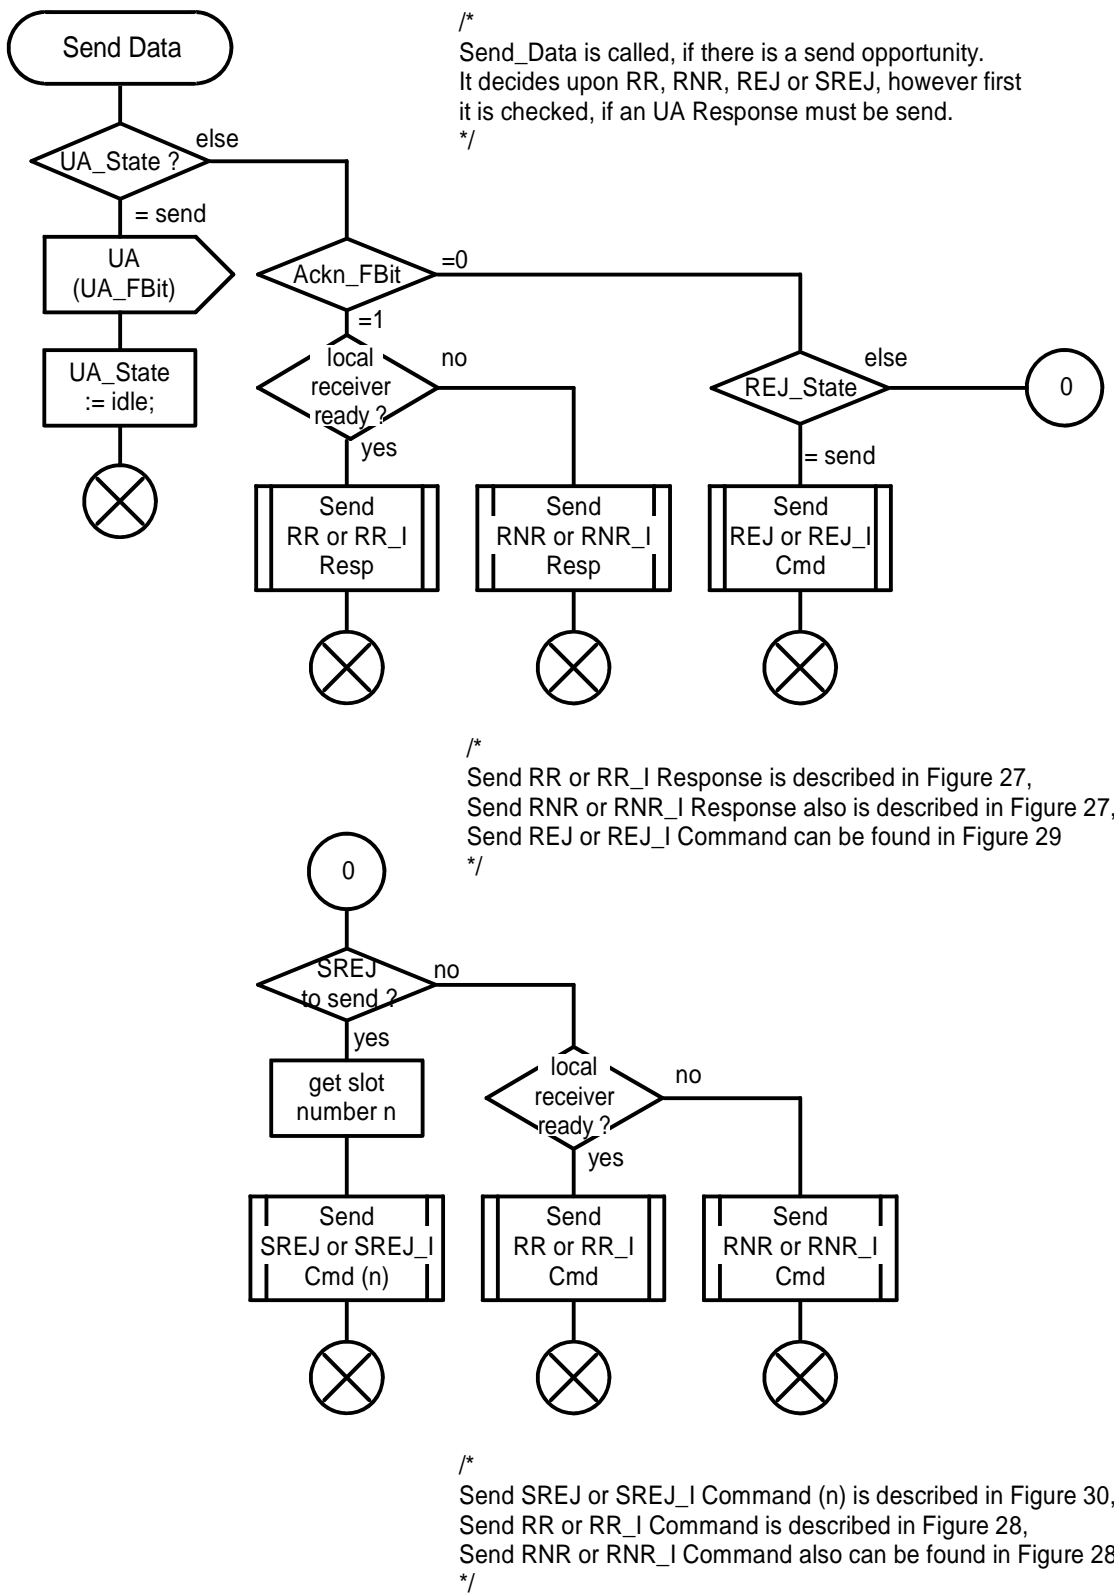 Send Data
/*
Send_Data is called, if there is a send opportunity.
It decides upon RR, RNR, REJ or SREJ, however first
it is checked, if an UA Response must be send.
*/
UA_State ?
else
= send
UA
(UA_FBit)
UA_State
:= idle;
Ackn_FBit
=0
=1
local
receiver
ready ?
no
yes
REJ_State
else
0
= send
Send
RR or RR_I
Resp
Send
RNR or RNR_I
Resp
Send
REJ or REJ_I
Cmd
/*
Send RR or RR_I Response is described in Figure 27,
Send RNR or RNR_I Response also is described in Figure 27,
Send REJ or REJ_I Command can be found in Figure 29
*/
0
SREJ
to send ?
no
yes
get slot
number n
local
receiver
ready ?
no
yes
Send
SREJ or SREJ_I
Cmd (n)
Send
RR or RR_I
Cmd
Send
RNR or RNR_I
Cmd
/*
Send SREJ or SREJ_I Command (n) is described in Figure 30,
Send RR or RR_I Command is described in Figure 28,
Send RNR or RNR_I Command also can be found in Figure 28
*/